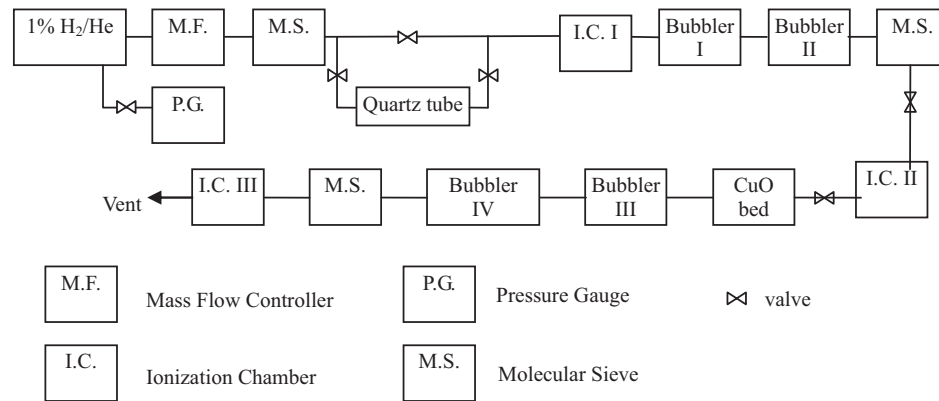 1% H₂/He
M.F.
M.S.
I.C. I
Bubbler
I
Bubbler
II
M.S.
P.G.
Quartz tube
Vent
I.C. III
M.S.
Bubbler
IV
Bubbler
III
CuO
bed
I.C. II
M.F.
Mass Flow Controller
P.G.
Pressure Gauge
valve
I.C.
Ionization Chamber
M.S.
Molecular Sieve